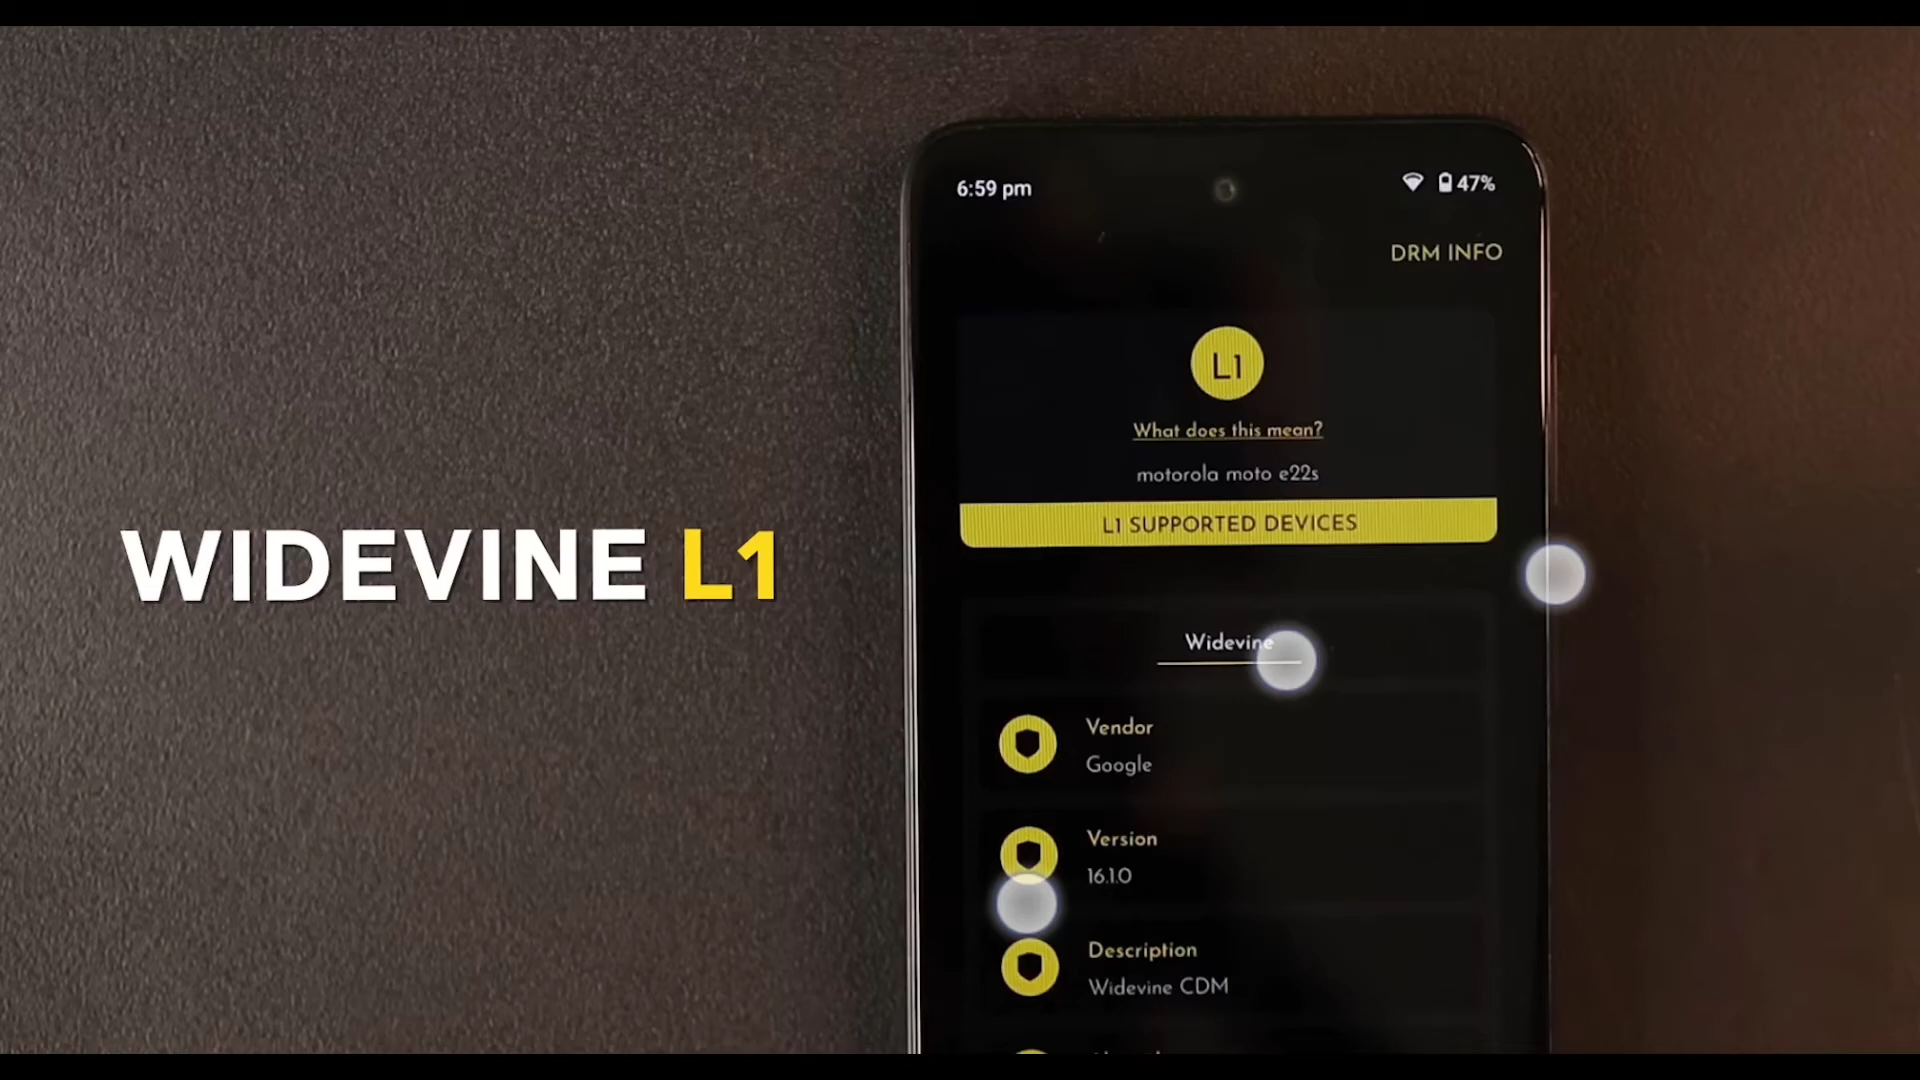 6:59 pm
47%
DRM INFO
L1
What does this mean?
motorola moto e22s
L1 SUPPORTED DEVICES
WIDEVINE L1
Widevine
Vendor
Google
Version
16.1.0
Description
Widevine CDM